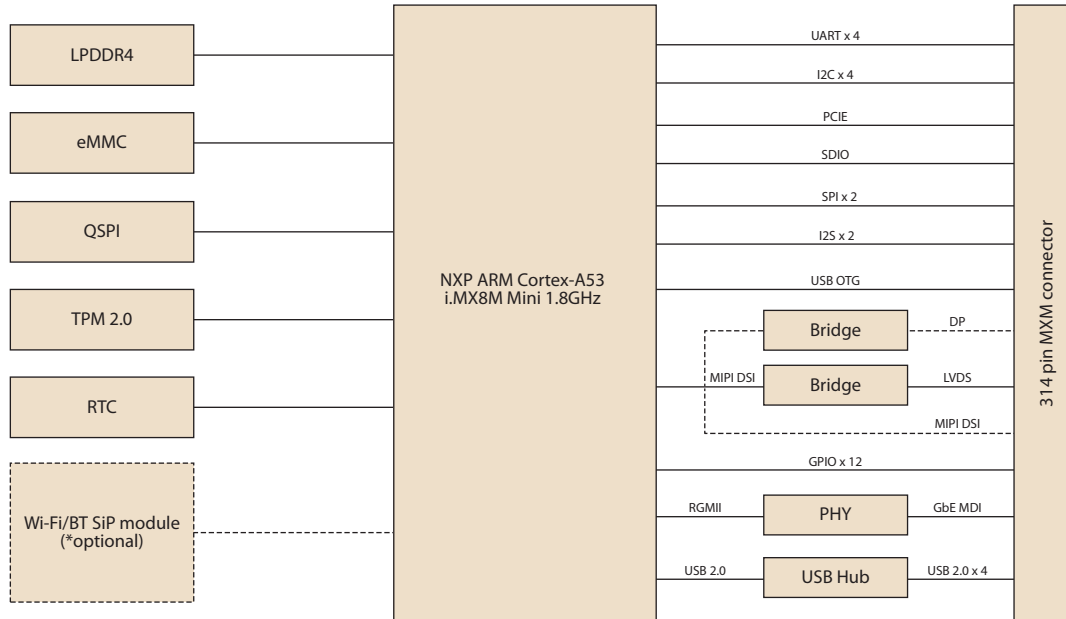 LPDDR4
eMMC
QSPI
TPM 2.0
RTC
Wi-Fi/BT SiP module
(*optional)
NXP ARM Cortex-A53
i.MX8M Mini 1.8GHz
UART x 4
I2C x 4
PCIE
SDIO
SPI x 2
I2S x 2
USB OTG
Bridge
DP
MIPI DSI
Bridge
LVDS
MIPI DSI
GPIO x 12
RGMII
PHY
GbE MDI
USB 2.0
USB Hub
USB 2.0 x 4
314 pin MXM connector